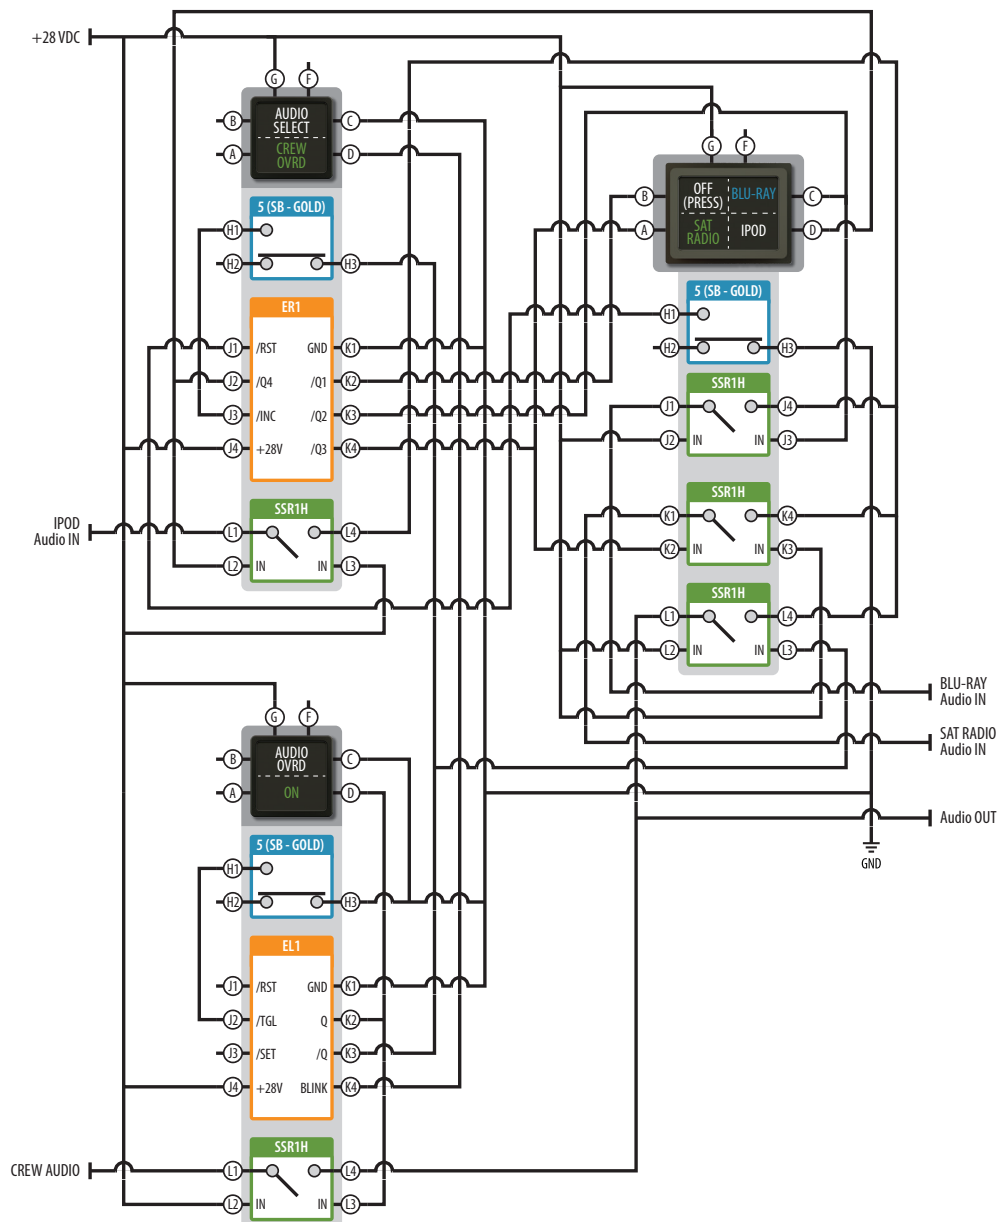 +28 VDC
G
F
B
A
AUDIO
SELECT
CREW
OVRD
C
D
5 (SB - GOLD)
H1
H2
H3
ER1
J1
/RST
GND
K1
J2
/Q4
/Q1
K2
J3
/INC
/Q2
K3
J4
+28V
/Q3
K4
IPOD
Audio IN
SSR1H
L1
L4
L2
IN
IN
L3
G
F
B
A
OFF
(PRESS)
BLU-RAY
SAT
RADIO
IPOD
C
D
5 (SB - GOLD)
H1
H2
H3
SSR1H
J1
J4
J2
IN
IN
J3
SSR1H
K1
K4
K2
IN
IN
K3
SSR1H
L1
L4
L2
IN
IN
L3
BLU-RAY
Audio IN
SAT RADIO
Audio IN
Audio OUT
GND
G
F
B
A
AUDIO
OVRD
ON
C
D
5 (SB - GOLD)
H1
H2
H3
EL1
J1
/RST
GND
K1
J2
/TGL
Q
K2
J3
/SET
/Q
K3
J4
+28V
BLINK
K4
CREW AUDIO
SSR1H
L1
L4
L2
IN
IN
L3